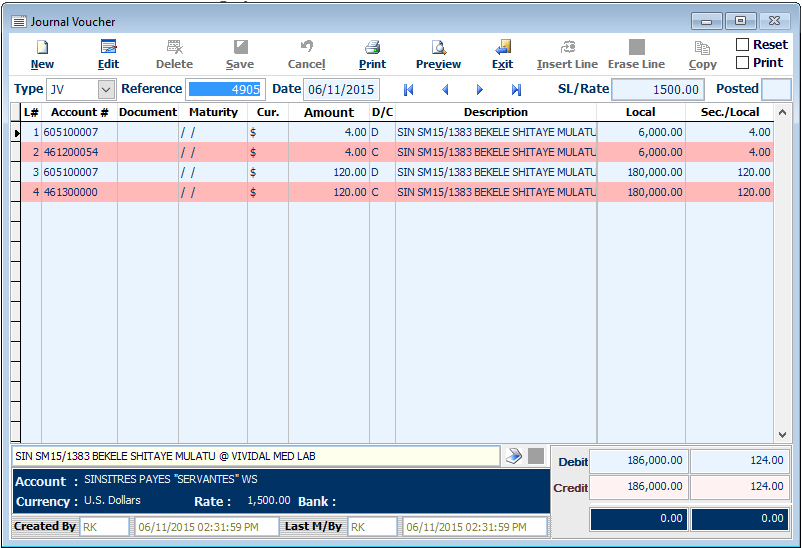 Journal Voucher
New Edit Delete Save Cancel Print Preview Exit Insert Line Erase Line Copy Reset Print
Type JV Reference 4905 Date 06/11/2015 SL/Rate 1500.00 Posted
L# Account # Document Maturity Cur. Amount D/C Description Local Sec./Local
1 605100007 / / $ 4.00 D SIN SM15/1383 BEKELE SHITAYE MULATU 6,000.00 4.00
2 461200054 / / $ 4.00 C SIN SM15/1383 BEKELE SHITAYE MULATU 6,000.00 4.00
3 605100007 / / $ 120.00 D SIN SM15/1383 BEKELE SHITAYE MULATU 180,000.00 120.00
4 461300000 / / $ 120.00 C SIN SM15/1383 BEKELE SHITAYE MULATU 180,000.00 120.00
SIN SM15/1383 BEKELE SHITAYE MULATU @ VIVIDAL MED LAB
Debit 186,000.00 124.00
Account : SINSITRES PAYES "SERVANTES" WS
Credit 186,000.00 124.00
Currency : U.S. Dollars Rate : 1,500.00 Bank :
0.00 0.00
Created By RK 06/11/2015 02:31:59 PM Last M/By RK 06/11/2015 02:31:59 PM